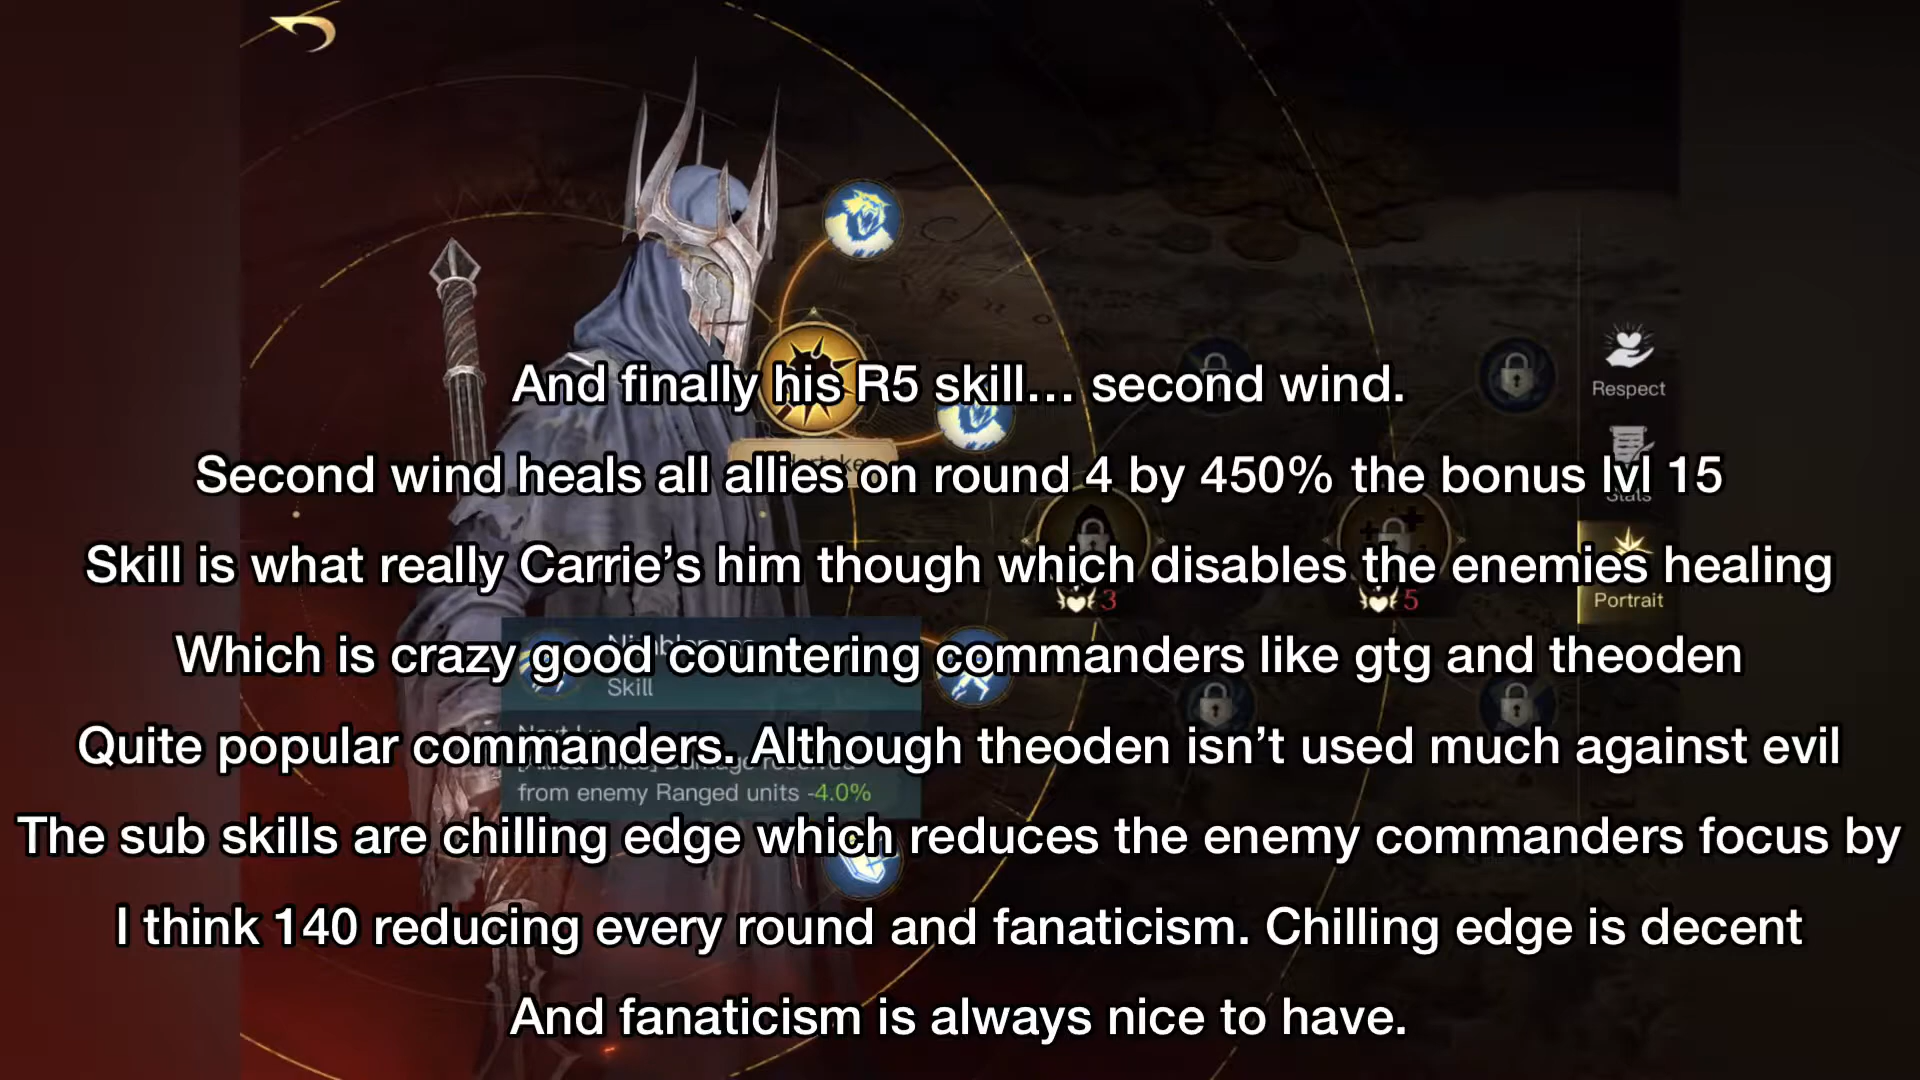 And finally his R5 skill... second wind.
Second wind heals all allies on round 4 by 450% the bonus lvl 15
Skill is what really Carrie’s him though which disables the enemies healing
Which is crazy good countering commanders like gtg and theoden
Quite popular commanders. Although theoden isn’t used much against evil
The sub skills are chilling edge which reduces the enemy commanders focus by
I think 140 reducing every round and fanaticism. Chilling edge is decent
And fanaticism is always nice to have.
Respect
Stats
3
5
Portrait
Skill
from enemy Ranged units -4.0%